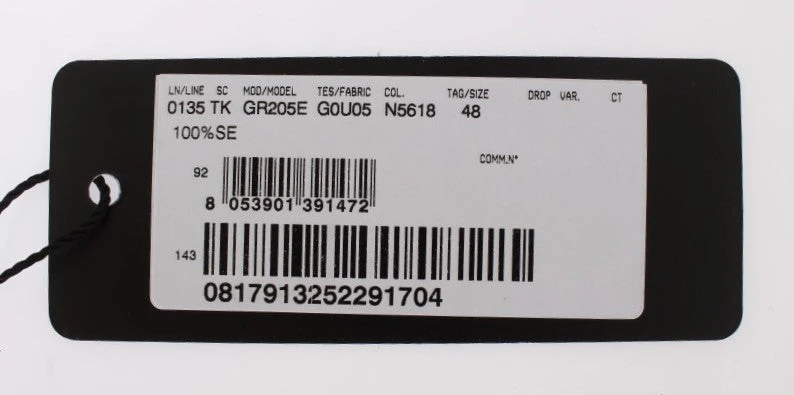 LN/LINE SC MOD/MODEL TES/FABRIC COL. TAG/SIZE DROP VAR. CT
0135 TK GR205E G0U05 N5618 48
100%SE
COMM.N°
92
8 053901 391472
143
0817913252291704